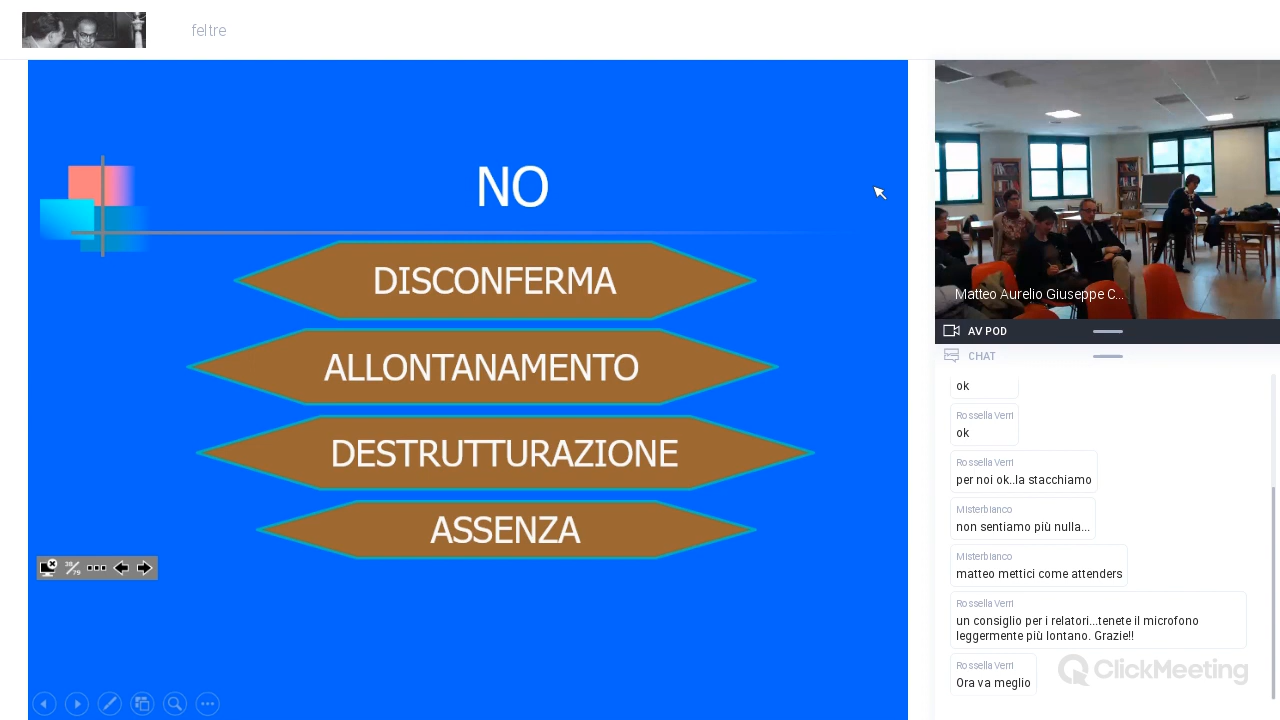 feltre
NO
DISCONFERMA
ALLONTANAMENTO
DESTRUTTURAZIONE
ASSENZA
38/79
Matteo Aurelio Giuseppe C...
AV POD
CHAT
ok
Rossella Verri
ok
Rossella Verri
per noi ok..la stacchiamo
Misterbianco
non sentiamo più nulla...
Misterbianco
matteo mettici come attenders
Rossella Verri
un consiglio per i relatori...tenete il microfono
leggermente più lontano. Grazie!!
Rossella Verri
Ora va meglio
ClickMeeting